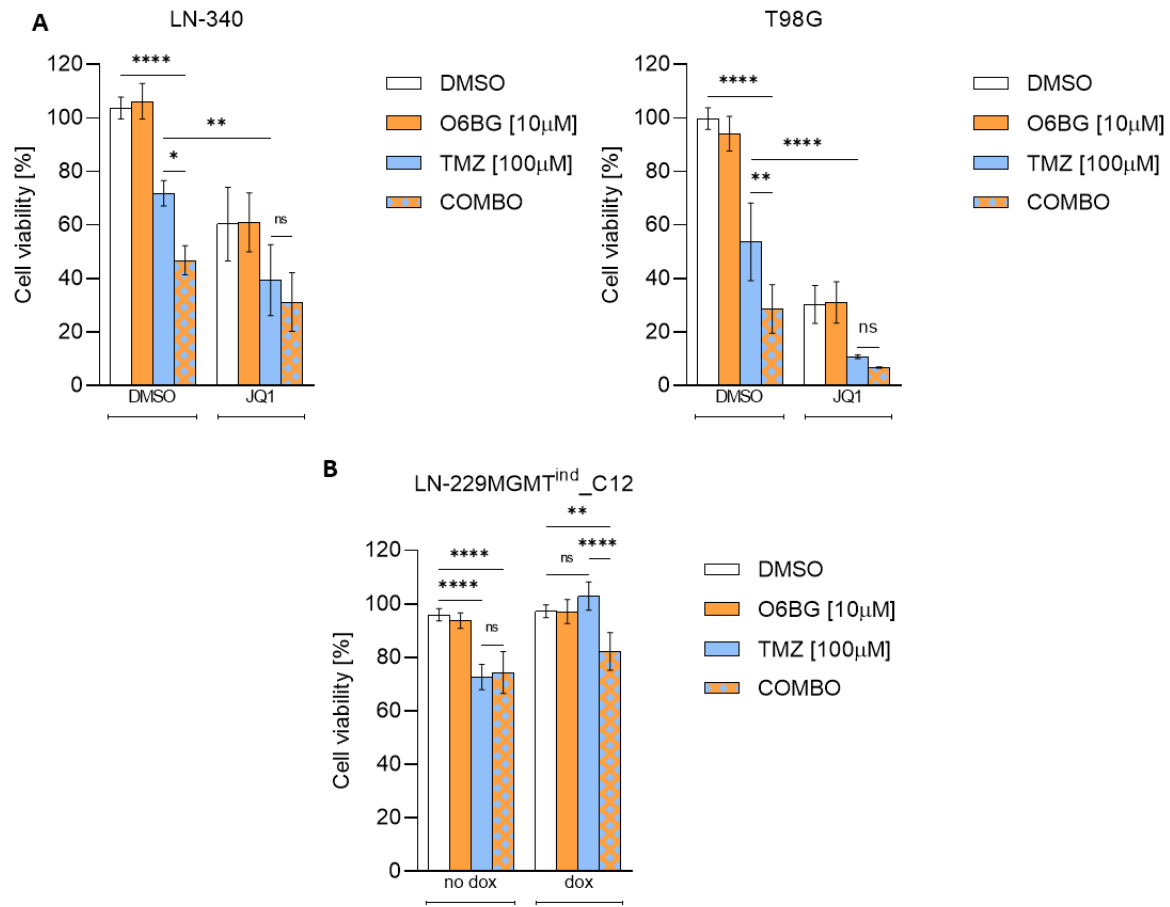 A
LN-340
120
100
80
60
40
20
0
Cell viability [%]
****
**
*
ns
DMSO
JQ1
DMSO
O6BG [10μM]
TMZ [100μM]
COMBO
T98G
120
100
80
60
40
20
0
Cell viability [%]
****
****
**
ns
DMSO
JQ1
DMSO
O6BG [10μM]
TMZ [100μM]
COMBO
B
LN-229MGMTind_C12
120
100
80
60
40
20
0
Cell viability [%]
****
****
ns
**
ns
****
no dox
dox
DMSO
O6BG [10μM]
TMZ [100μM]
COMBO